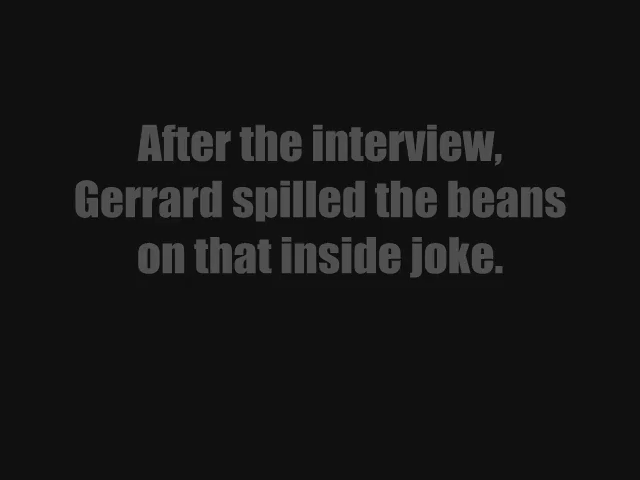 After the interview,
Gerrard spilled the beans
on that inside joke.